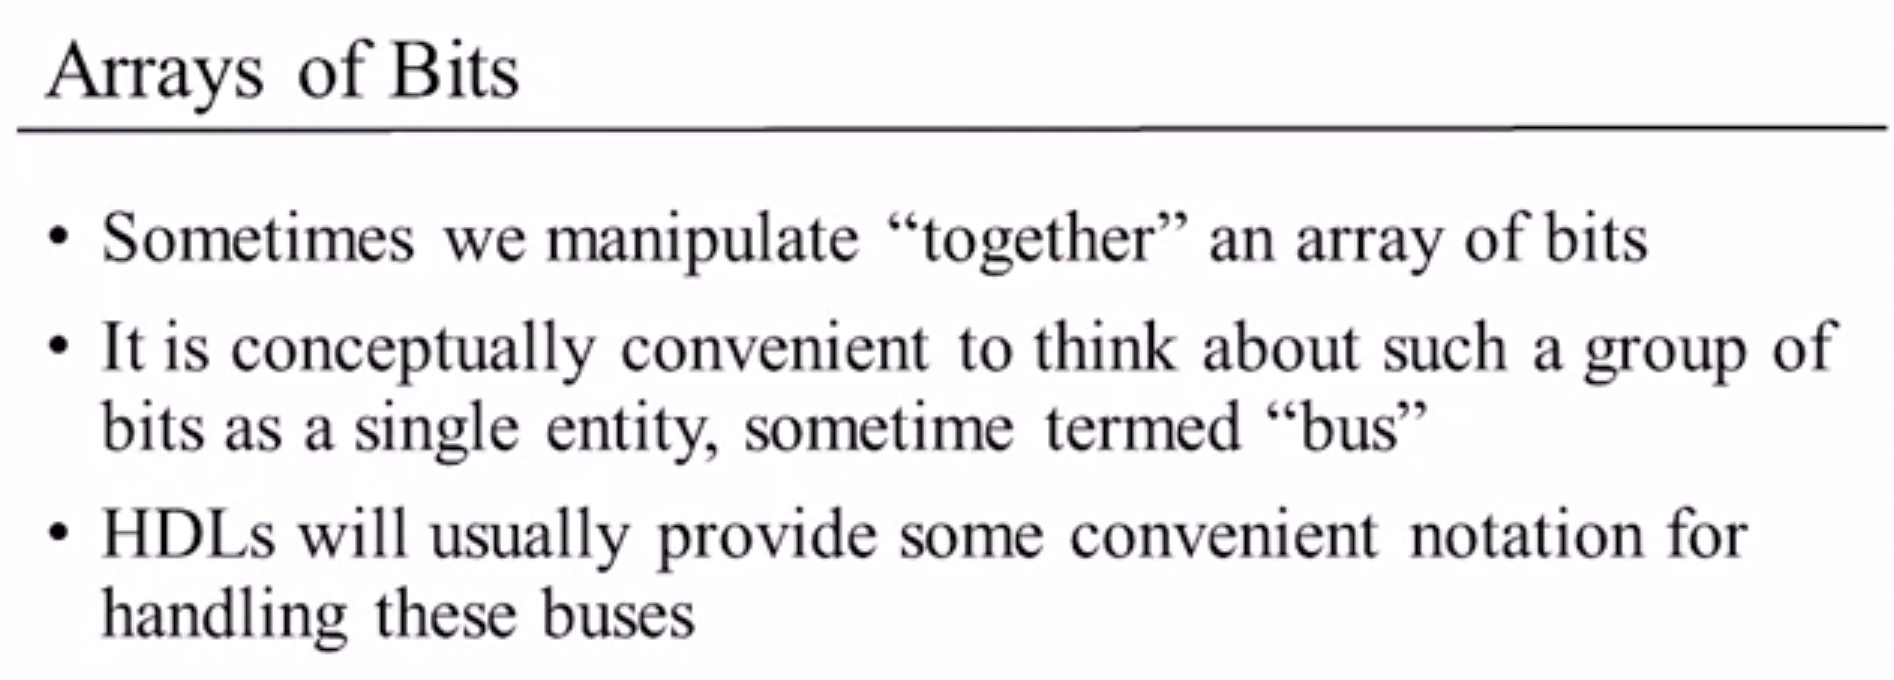 Arrays of Bits
• Sometimes we manipulate “together” an array of bits
• It is conceptually convenient to think about such a group of
bits as a single entity, sometime termed “bus”
• HDLs will usually provide some convenient notation for
handling these buses